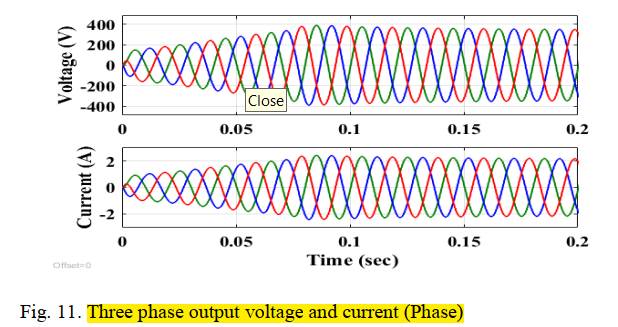 Voltage (V)
400
200
0
-200
-400
Close
0 0.05 0.1 0.15 0.2
Current (A)
2
0
-2
0 0.05 0.1 0.15 0.2
Time (sec)
Offset=0
Fig. 11. Three phase output voltage and current (Phase)